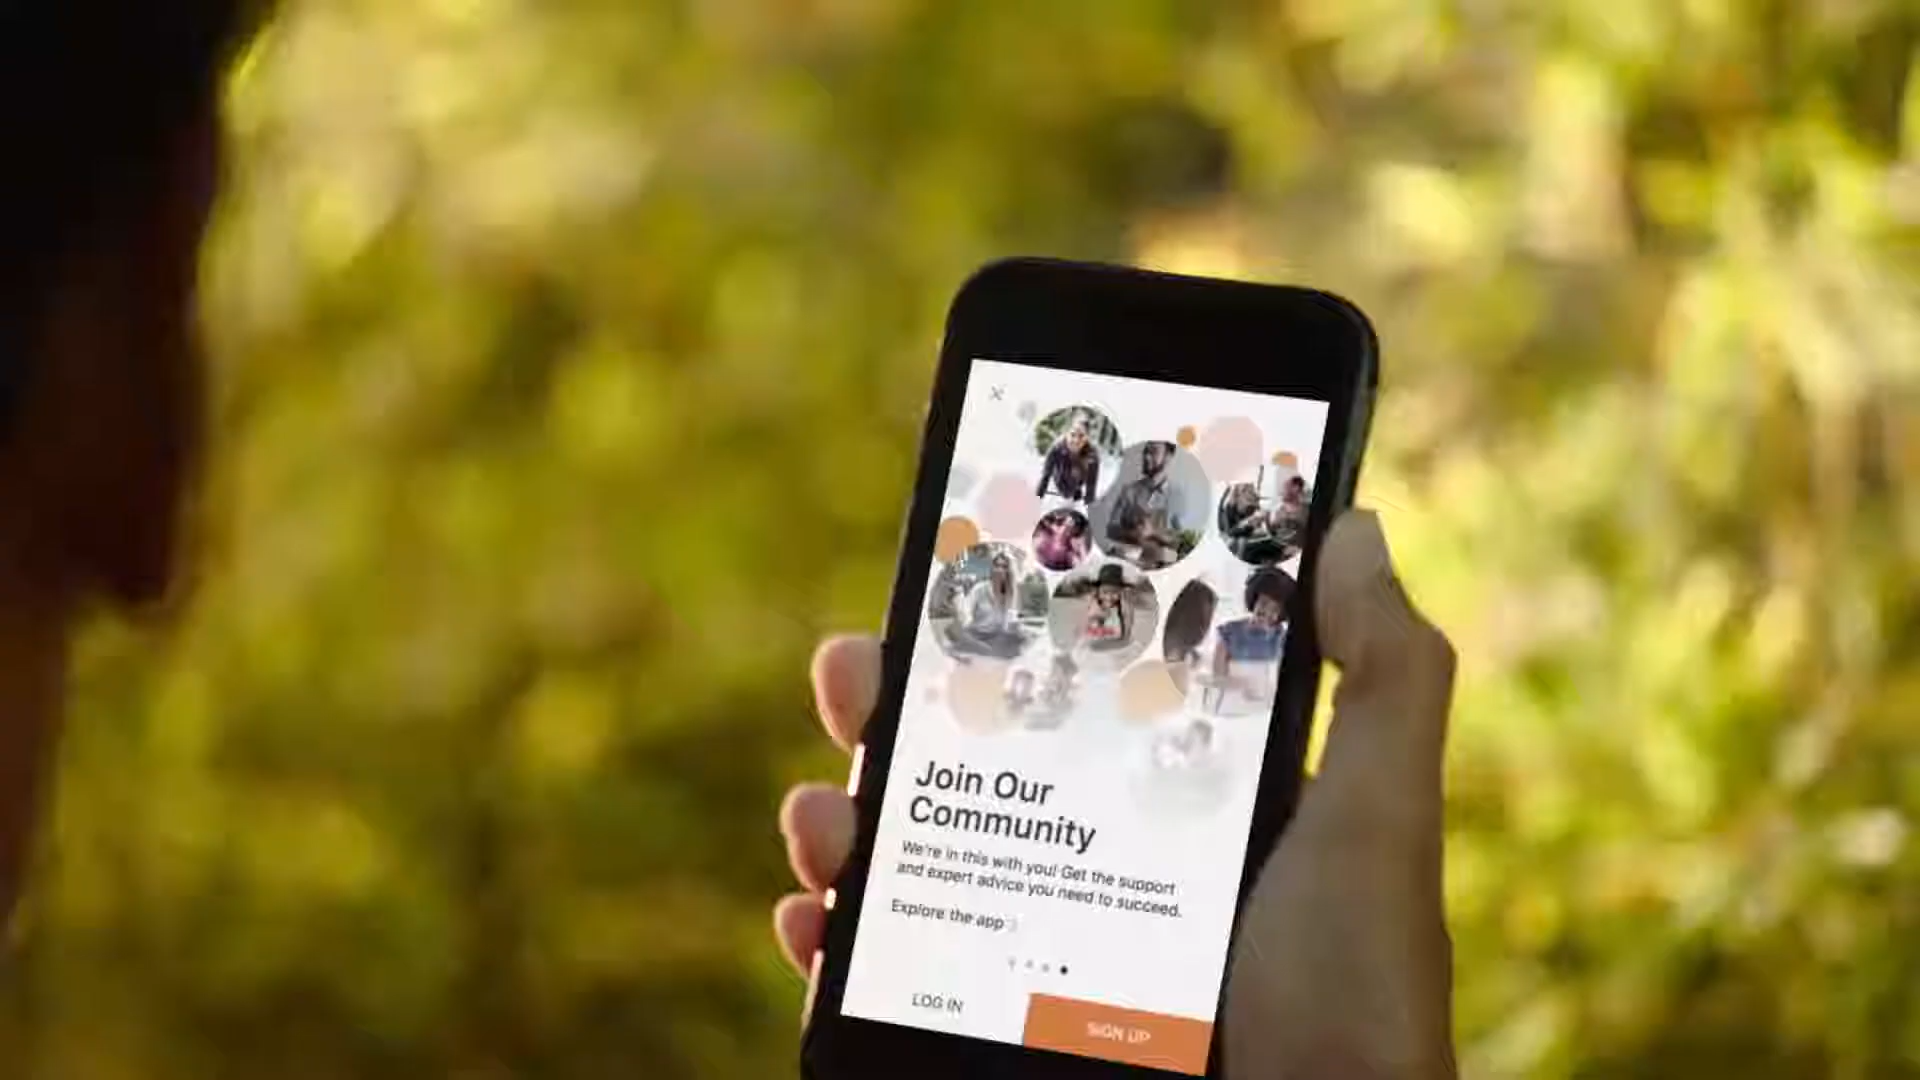 Join Our
Community
We're in this with you! Get the support
and expert advice you need to succeed.
Explore the app
LOG IN
SIGN UP